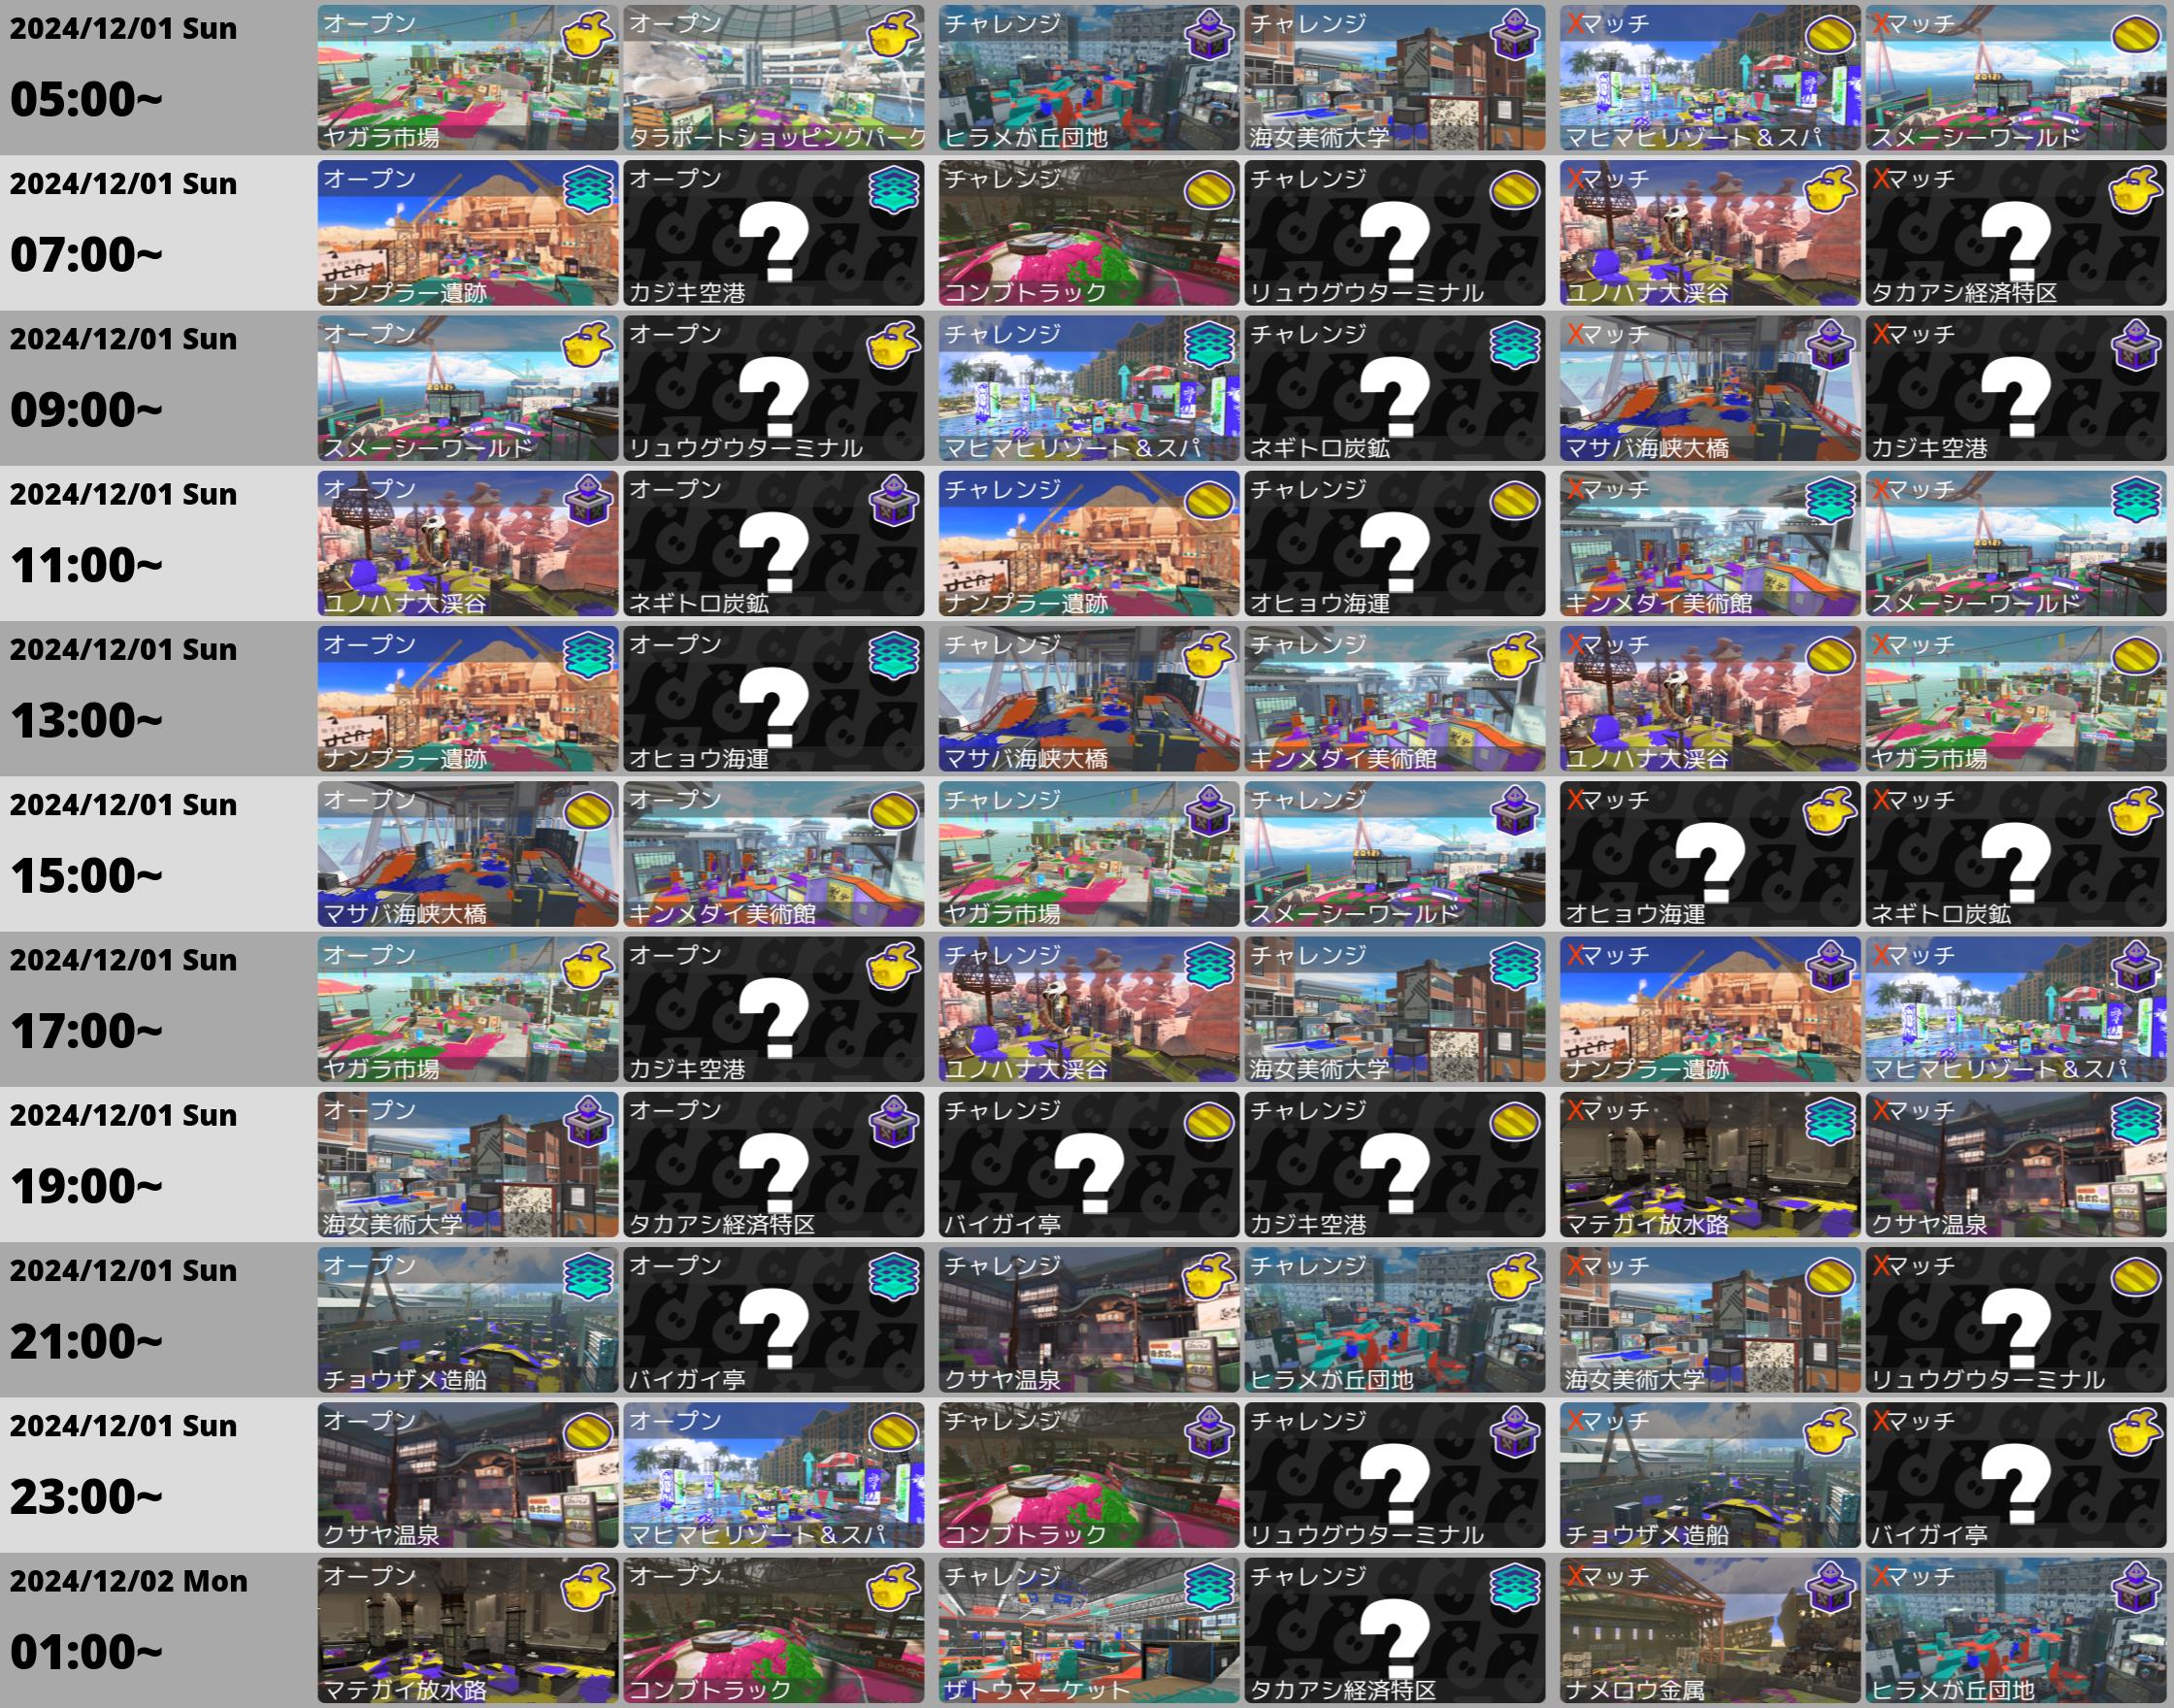 2024/12/01 Sun
05:00~
オープン
ヤガラ市場
オープン
タラポートショッピングパーク
チャレンジ
ヒラメが丘団地
チャレンジ
海女美術大学
Xマッチ
マヒマヒリゾート＆スパ
Xマッチ
スメーシーワールド
2024/12/01 Sun
07:00~
オープン
ナンプラー遺跡
オープン
?
カジキ空港
チャレンジ
コンブトラック
チャレンジ
?
リュウグウターミナル
Xマッチ
ユノハナ大渓谷
Xマッチ
?
タカアシ経済特区
2024/12/01 Sun
09:00~
オープン
スメーシーワールド
オープン
?
リュウグウターミナル
チャレンジ
マヒマヒリゾート＆スパ
チャレンジ
?
ネギトロ炭鉱
Xマッチ
マサバ海峡大橋
Xマッチ
?
カジキ空港
2024/12/01 Sun
11:00~
オープン
ユノハナ大渓谷
オープン
?
ネギトロ炭鉱
チャレンジ
ナンプラー遺跡
チャレンジ
?
オヒョウ海運
Xマッチ
キンメダイ美術館
Xマッチ
スメーシーワールド
2024/12/01 Sun
13:00~
オープン
ナンプラー遺跡
オープン
?
オヒョウ海運
チャレンジ
マサバ海峡大橋
チャレンジ
キンメダイ美術館
Xマッチ
ユノハナ大渓谷
Xマッチ
ヤガラ市場
2024/12/01 Sun
15:00~
オープン
マサバ海峡大橋
オープン
キンメダイ美術館
チャレンジ
ヤガラ市場
チャレンジ
スメーシーワールド
Xマッチ
?
オヒョウ海運
Xマッチ
?
ネギトロ炭鉱
2024/12/01 Sun
17:00~
オープン
ヤガラ市場
オープン
?
カジキ空港
チャレンジ
ユノハナ大渓谷
チャレンジ
海女美術大学
Xマッチ
ナンプラー遺跡
Xマッチ
マヒマヒリゾート＆スパ
2024/12/01 Sun
19:00~
オープン
海女美術大学
オープン
?
タカアシ経済特区
チャレンジ
?
バイガイ亭
チャレンジ
?
カジキ空港
Xマッチ
マテガイ放水路
Xマッチ
クサヤ温泉
2024/12/01 Sun
21:00~
オープン
チョウザメ造船
オープン
?
バイガイ亭
チャレンジ
クサヤ温泉
チャレンジ
ヒラメが丘団地
Xマッチ
海女美術大学
Xマッチ
?
リュウグウターミナル
2024/12/01 Sun
23:00~
オープン
クサヤ温泉
オープン
マヒマヒリゾート＆スパ
チャレンジ
コンブトラック
チャレンジ
?
リュウグウターミナル
Xマッチ
チョウザメ造船
Xマッチ
?
バイガイ亭
2024/12/02 Mon
01:00~
オープン
マテガイ放水路
オープン
コンブトラック
チャレンジ
ザトウマーケット
チャレンジ
?
タカアシ経済特区
Xマッチ
ナメロウ金属
Xマッチ
ヒラメが丘団地